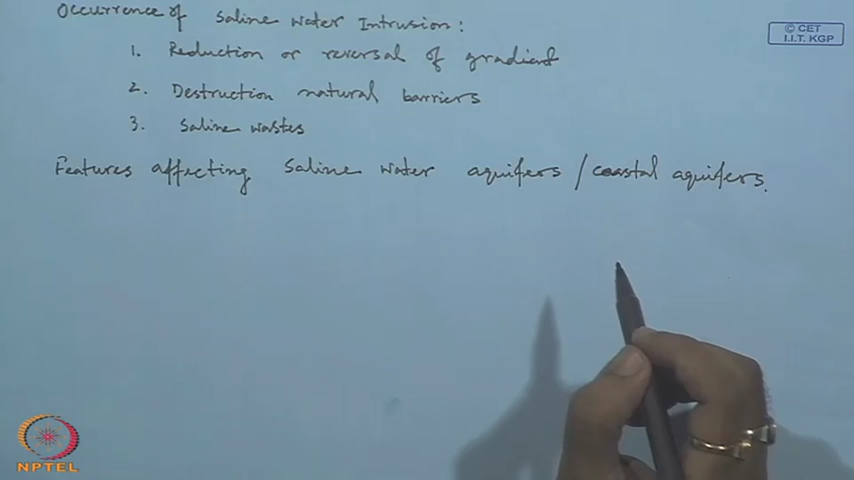 Occurrence of Saline Water Intrusion:
© CET
I.I.T. KGP
1. Reduction or reversal of gradient
2. Destruction natural barriers
3. Saline wastes
Features affecting Saline Water aquifers / coastal aquifers.
NPTEL